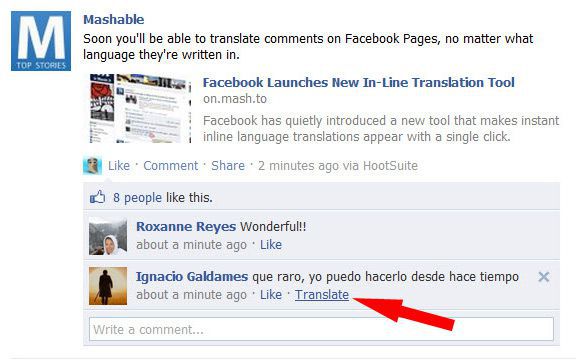 Mashable
Soon you'll be able to translate comments on Facebook Pages, no matter what
language they're written in.
M
TOP STORIES
Facebook Launches New In-Line Translation Tool
on.mash.to
Facebook has quietly introduced a new tool that makes instant
inline language translations appear with a single click.
Like · Comment · Share · 2 minutes ago via HootSuite
8 people like this.
Roxanne Reyes Wonderful!!
about a minute ago · Like
Ignacio Galdames que raro, yo puedo hacerlo desde hace tiempo
about a minute ago · Like · Translate
Write a comment...